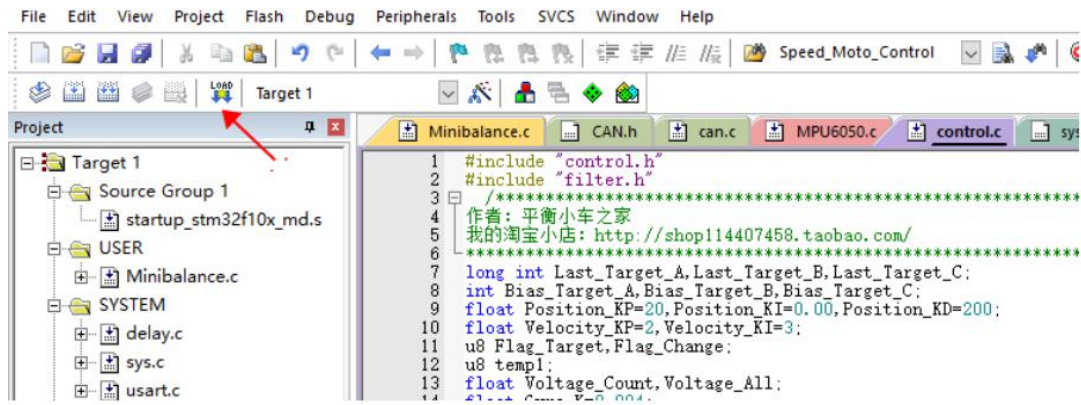 File Edit View Project Flash Debug Peripherals Tools SVCS Window Help
Speed_Moto_Control
LOAD Target 1
Project
Minibalance.c CAN.h can.c MPU6050.c control.c sys
Target 1
Source Group 1
startup_stm32f10x_md.s
USER
Minibalance.c
SYSTEM
delay.c
sys.c
usart.c
1 #include "control.h"
2 #include "filter.h"
3 /**************************************************************
4 作者：平衡小车之家
5 我的淘宝小店：http://shop114407458.taobao.com/
6 **************************************************************
7 long int Last_Target_A,Last_Target_B,Last_Target_C;
8 int Bias_Target_A,Bias_Target_B,Bias_Target_C;
9 float Position_KP=20,Position_KI=0.00,Position_KD=200;
10 float Velocity_KP=2,Velocity_KI=3;
11 u8 Flag_Target,Flag_Change;
12 u8 temp1;
13 float Voltage_Count,Voltage_All;
14 float Gyro_K=0.004;